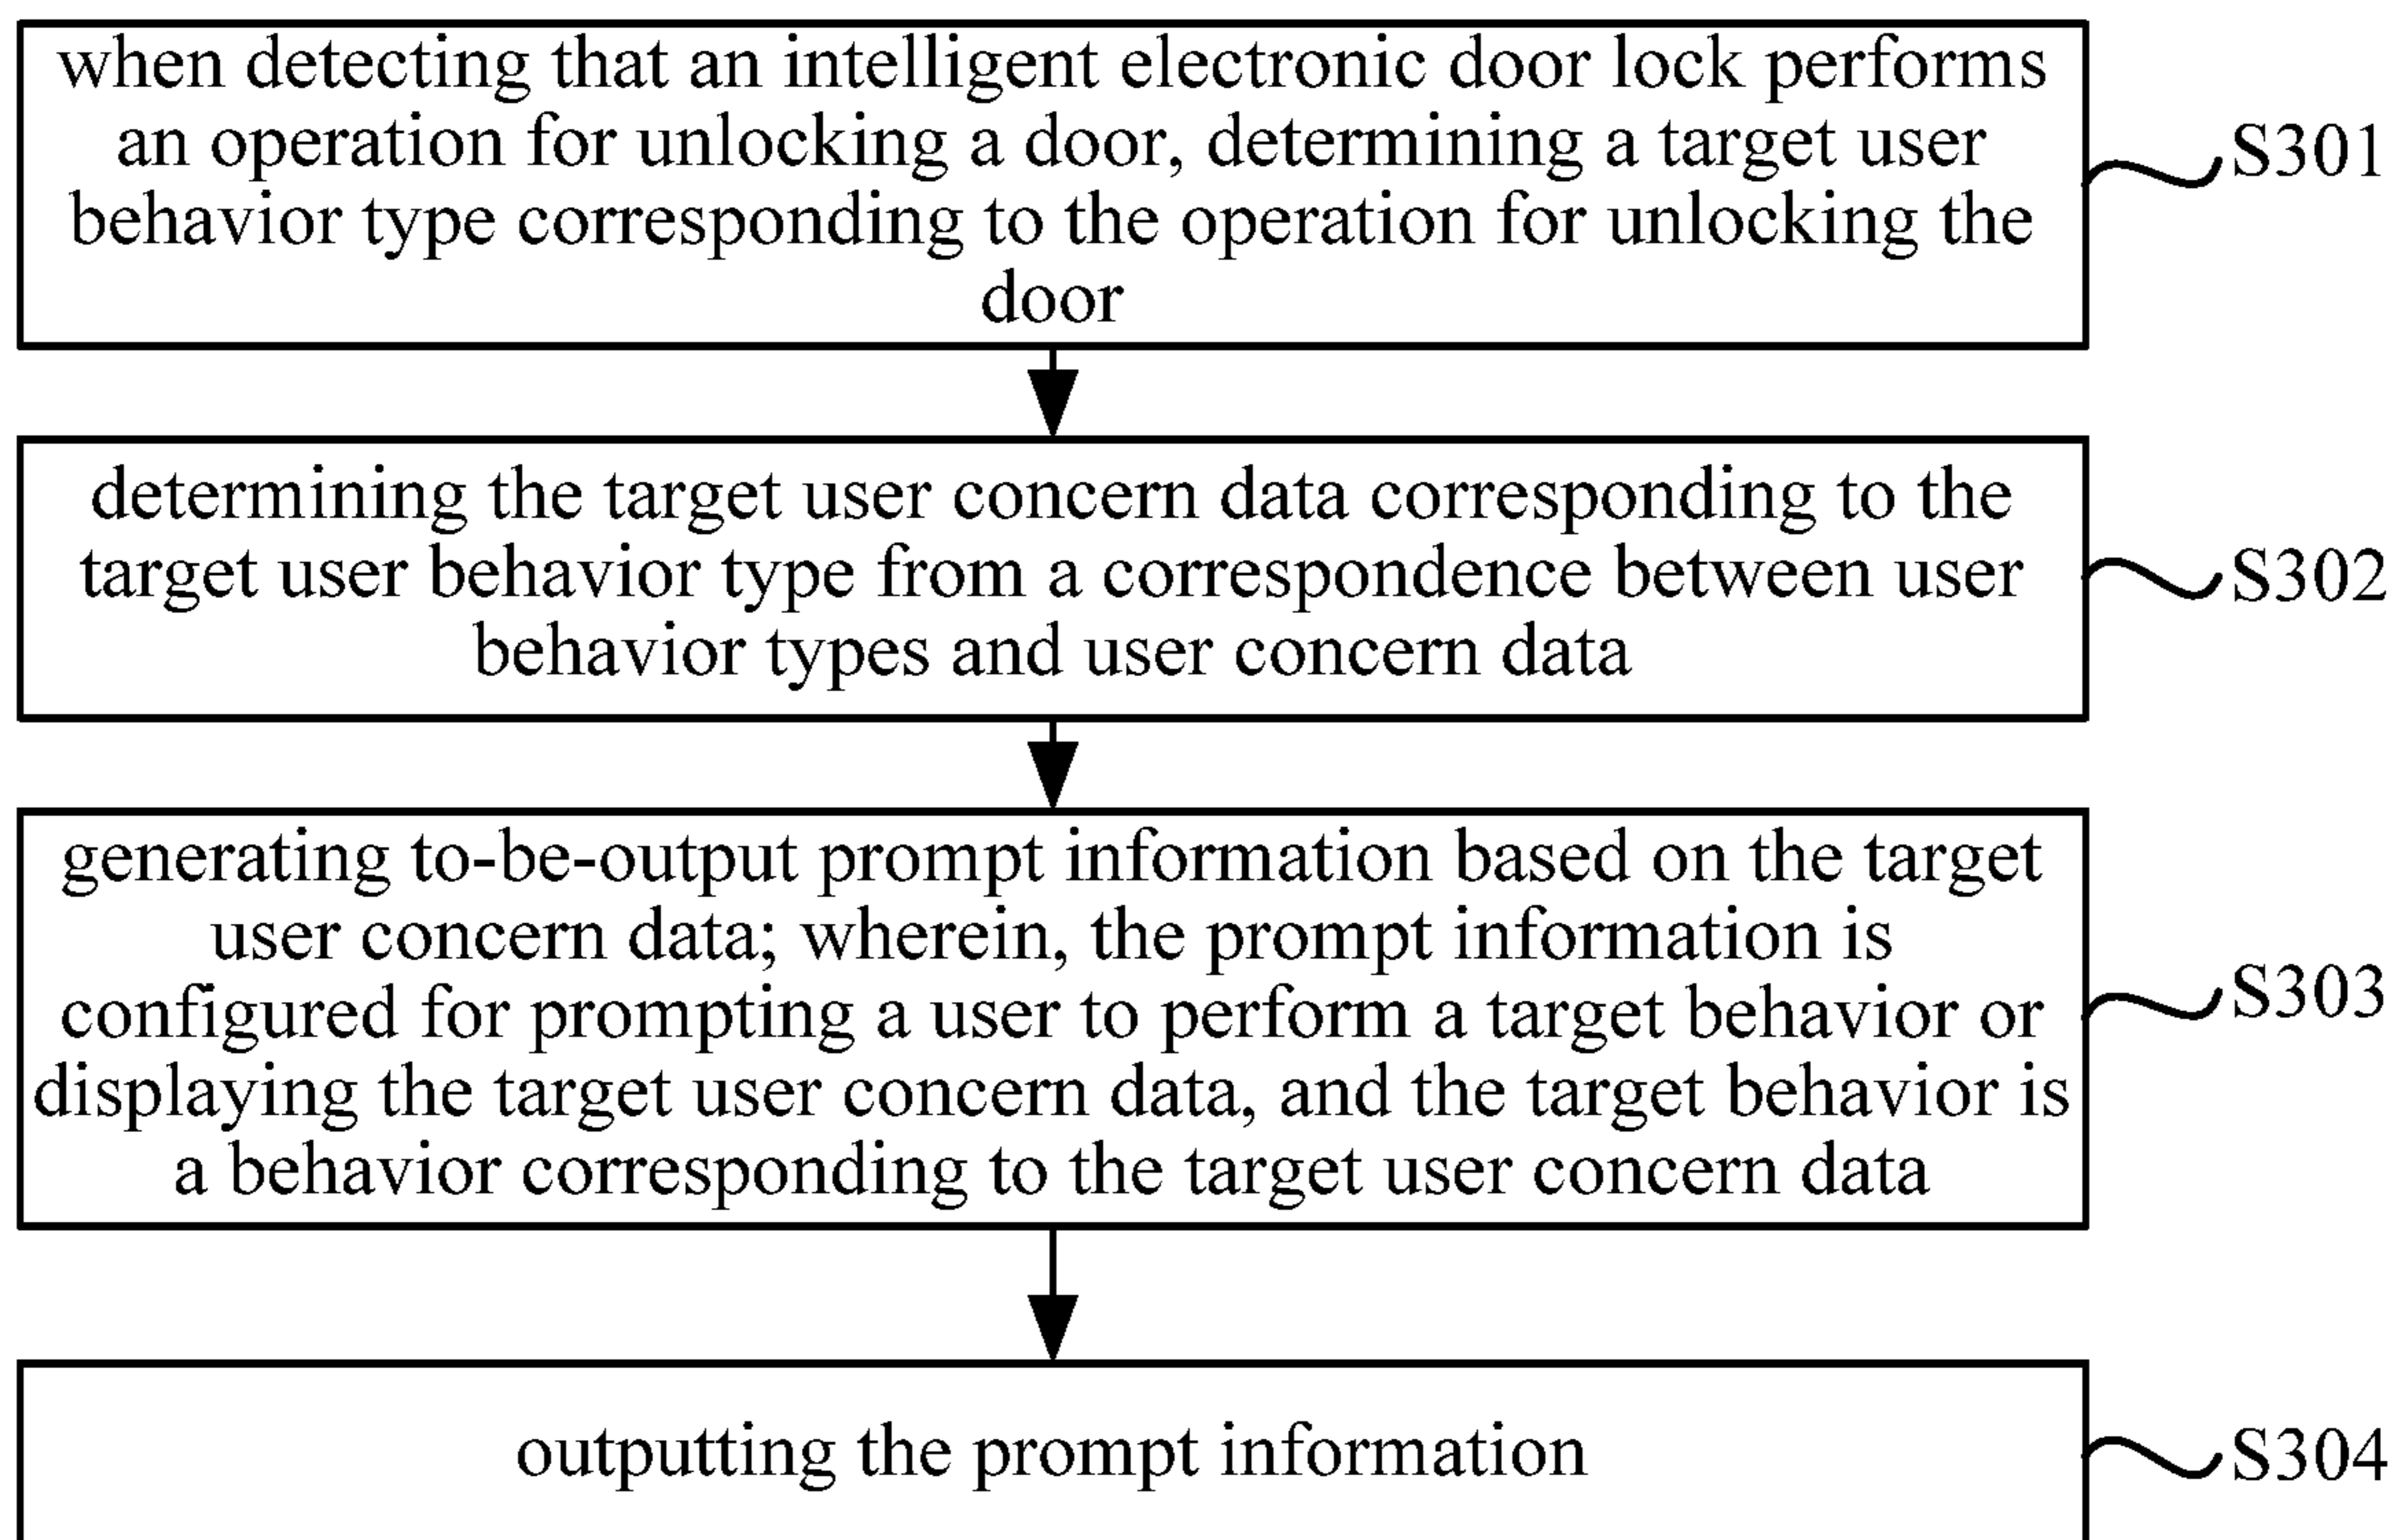 when detecting that an intelligent electronic door lock performs
an operation for unlocking a door, determining a target user
behavior type corresponding to the operation for unlocking the
door
S301
determining the target user concern data corresponding to the
target user behavior type from a correspondence between user
behavior types and user concern data
S302
generating to-be-output prompt information based on the target
user concern data; wherein, the prompt information is
configured for prompting a user to perform a target behavior or
displaying the target user concern data, and the target behavior is
a behavior corresponding to the target user concern data
S303
outputting the prompt information
S304